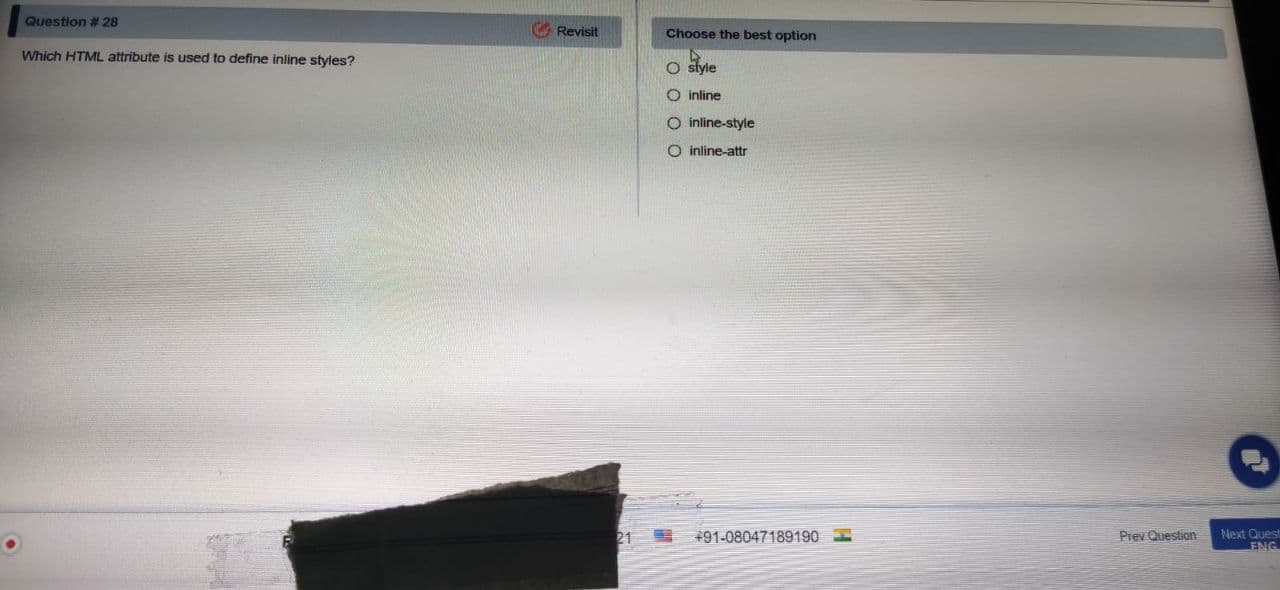 Question # 28
Revisit
Which HTML attribute is used to define inline styles?
Choose the best option
style
inline
inline-style
inline-attr
21
+91-08047189190
Prev Question
Next Quest
ENG